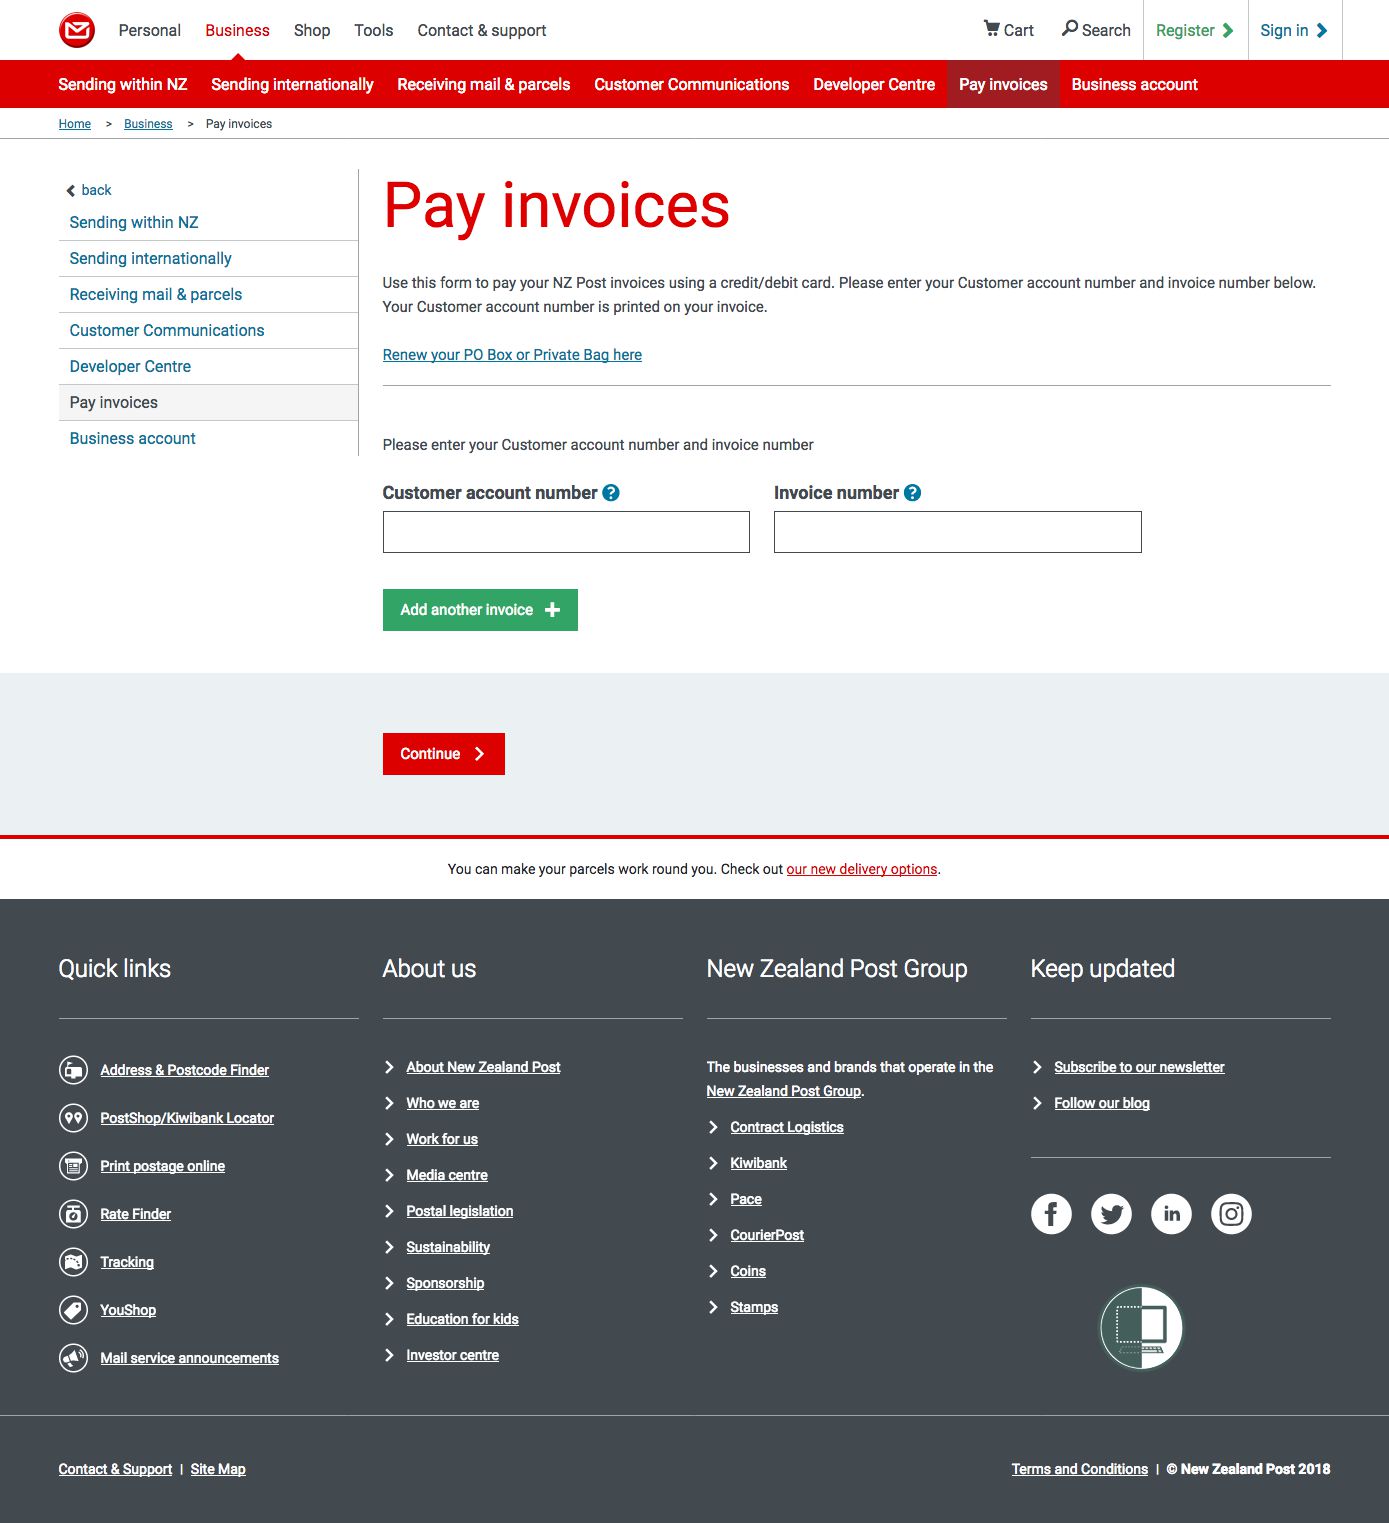 Personal Business Shop Tools Contact & support Cart Search Register Sign in
Sending within NZ Sending internationally Receiving mail & parcels Customer Communications Developer Centre Pay invoices Business account
Home > Business > Pay invoices
back
Sending within NZ
Sending internationally
Receiving mail & parcels
Customer Communications
Developer Centre
Pay invoices
Business account
Pay invoices
Use this form to pay your NZ Post invoices using a credit/debit card. Please enter your Customer account number and invoice number below.
Your Customer account number is printed on your invoice.
Renew your PO Box or Private Bag here
Please enter your Customer account number and invoice number
Customer account number ? Invoice number ?
Add another invoice
Continue
You can make your parcels work round you. Check out our new delivery options.
Quick links
Address & Postcode Finder
PostShop/Kiwibank Locator
Print postage online
Rate Finder
Tracking
YouShop
Mail service announcements
About us
About New Zealand Post
Who we are
Work for us
Media centre
Postal legislation
Sustainability
Sponsorship
Education for kids
Investor centre
New Zealand Post Group
The businesses and brands that operate in the
New Zealand Post Group.
Contract Logistics
Kiwibank
Pace
CourierPost
Coins
Stamps
Keep updated
Subscribe to our newsletter
Follow our blog
f in
Contact & Support | Site Map
Terms and Conditions | © New Zealand Post 2018